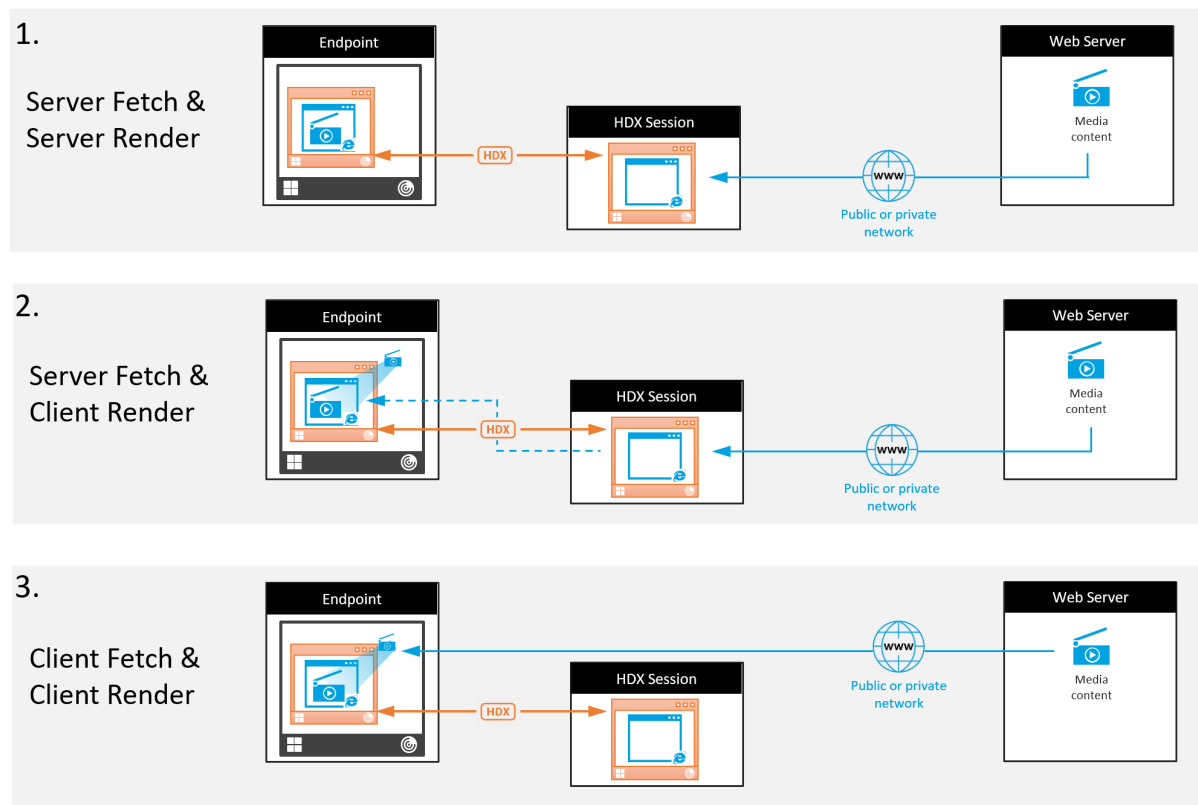 1.
Server Fetch &
Server Render
Endpoint
HDX
HDX Session
www
Public or private
network
Web Server
Media
content
2.
Server Fetch &
Client Render
Endpoint
HDX
HDX Session
www
Public or private
network
Web Server
Media
content
3.
Client Fetch &
Client Render
Endpoint
HDX
HDX Session
www
Public or private
network
Web Server
Media
content